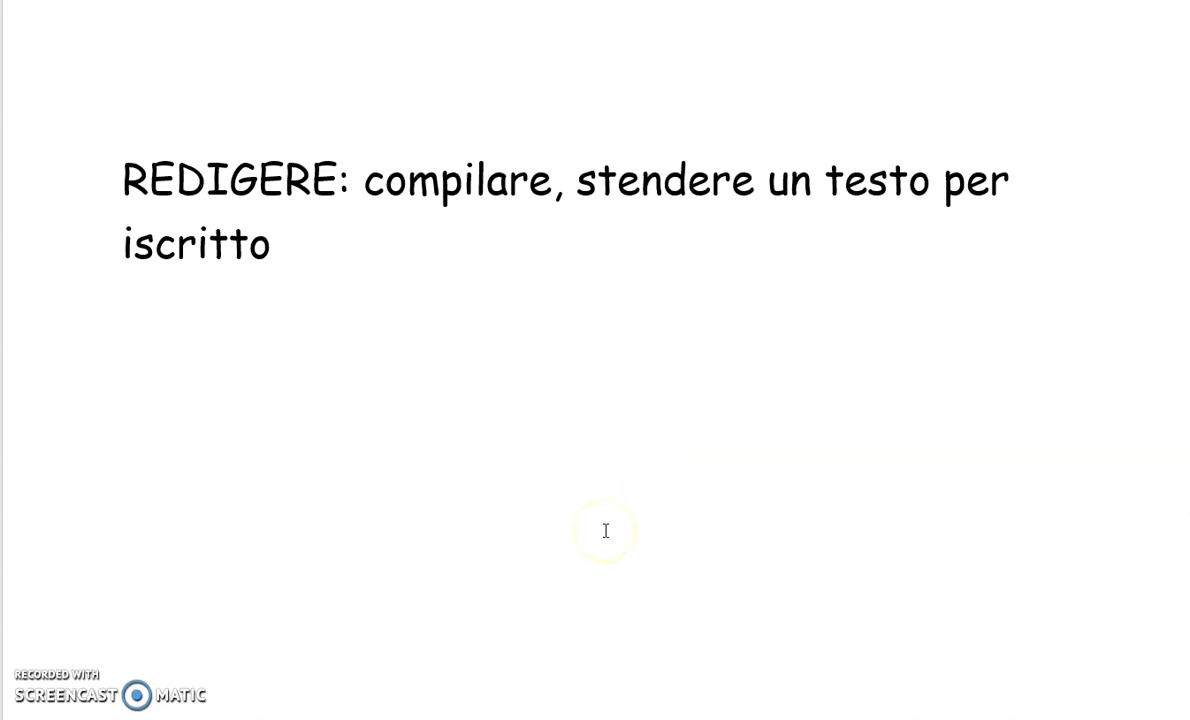 REDIGERE: compilare, stendere un testo per
iscritto
RECORDED WITH
SCREENCAST MATIC